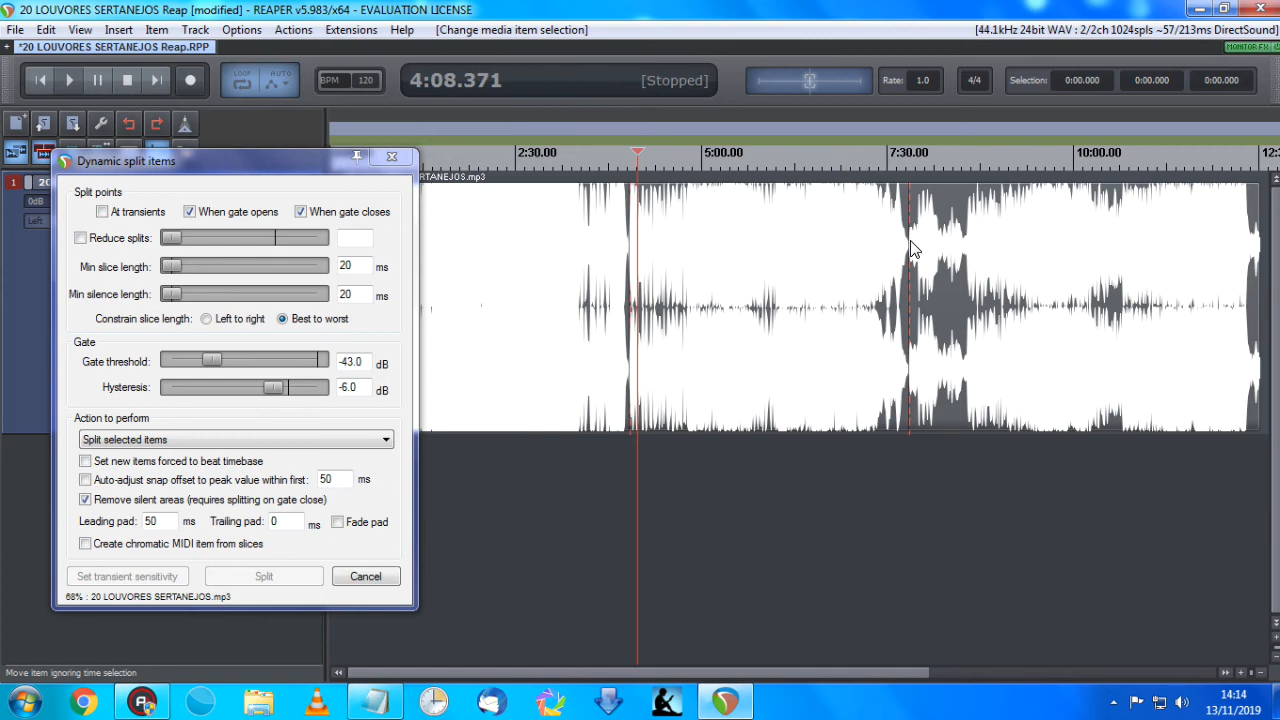 20 LOUVORES SERTANEJOS Reap [modified] - REAPER v5.983/x64 - EVALUATION LICENSE
File Edit View Insert Item Track Options Actions Extensions Help [Change media item selection] [44.1kHz 24bit WAV : 2/2ch 1024spls ~57/213ms DirectSound]
*20 LOUVORES SERTANEJOS Reap.RPP
MONITOR FX
LOOP AUTO
BPM 120
4:08.371 [Stopped]
Rate: 1.0
4/4
Selection: 0:00.000 0:00.000 0:00.000
2:30.00 5:00.00 7:30.00 10:00.00
Dynamic split items
RTANEJOS.mp3
1 20
0dB
Left
Split points
At transients When gate opens When gate closes
Reduce splits:
Min slice length: 20 ms
Min silence length: 20 ms
Constrain slice length: Left to right Best to worst
Gate
Gate threshold: -43.0 dB
Hysteresis: -6.0 dB
Action to perform
Split selected items
Set new items forced to beat timebase
Auto-adjust snap offset to peak value within first: 50 ms
Remove silent areas (requires splitting on gate close)
Leading pad: 50 ms Trailing pad: 0 ms Fade pad
Create chromatic MIDI item from slices
Set transient sensitivity Split Cancel
68% : 20 LOUVORES SERTANEJOS.mp3
Move item ignoring time selection
14:14
13/11/2019